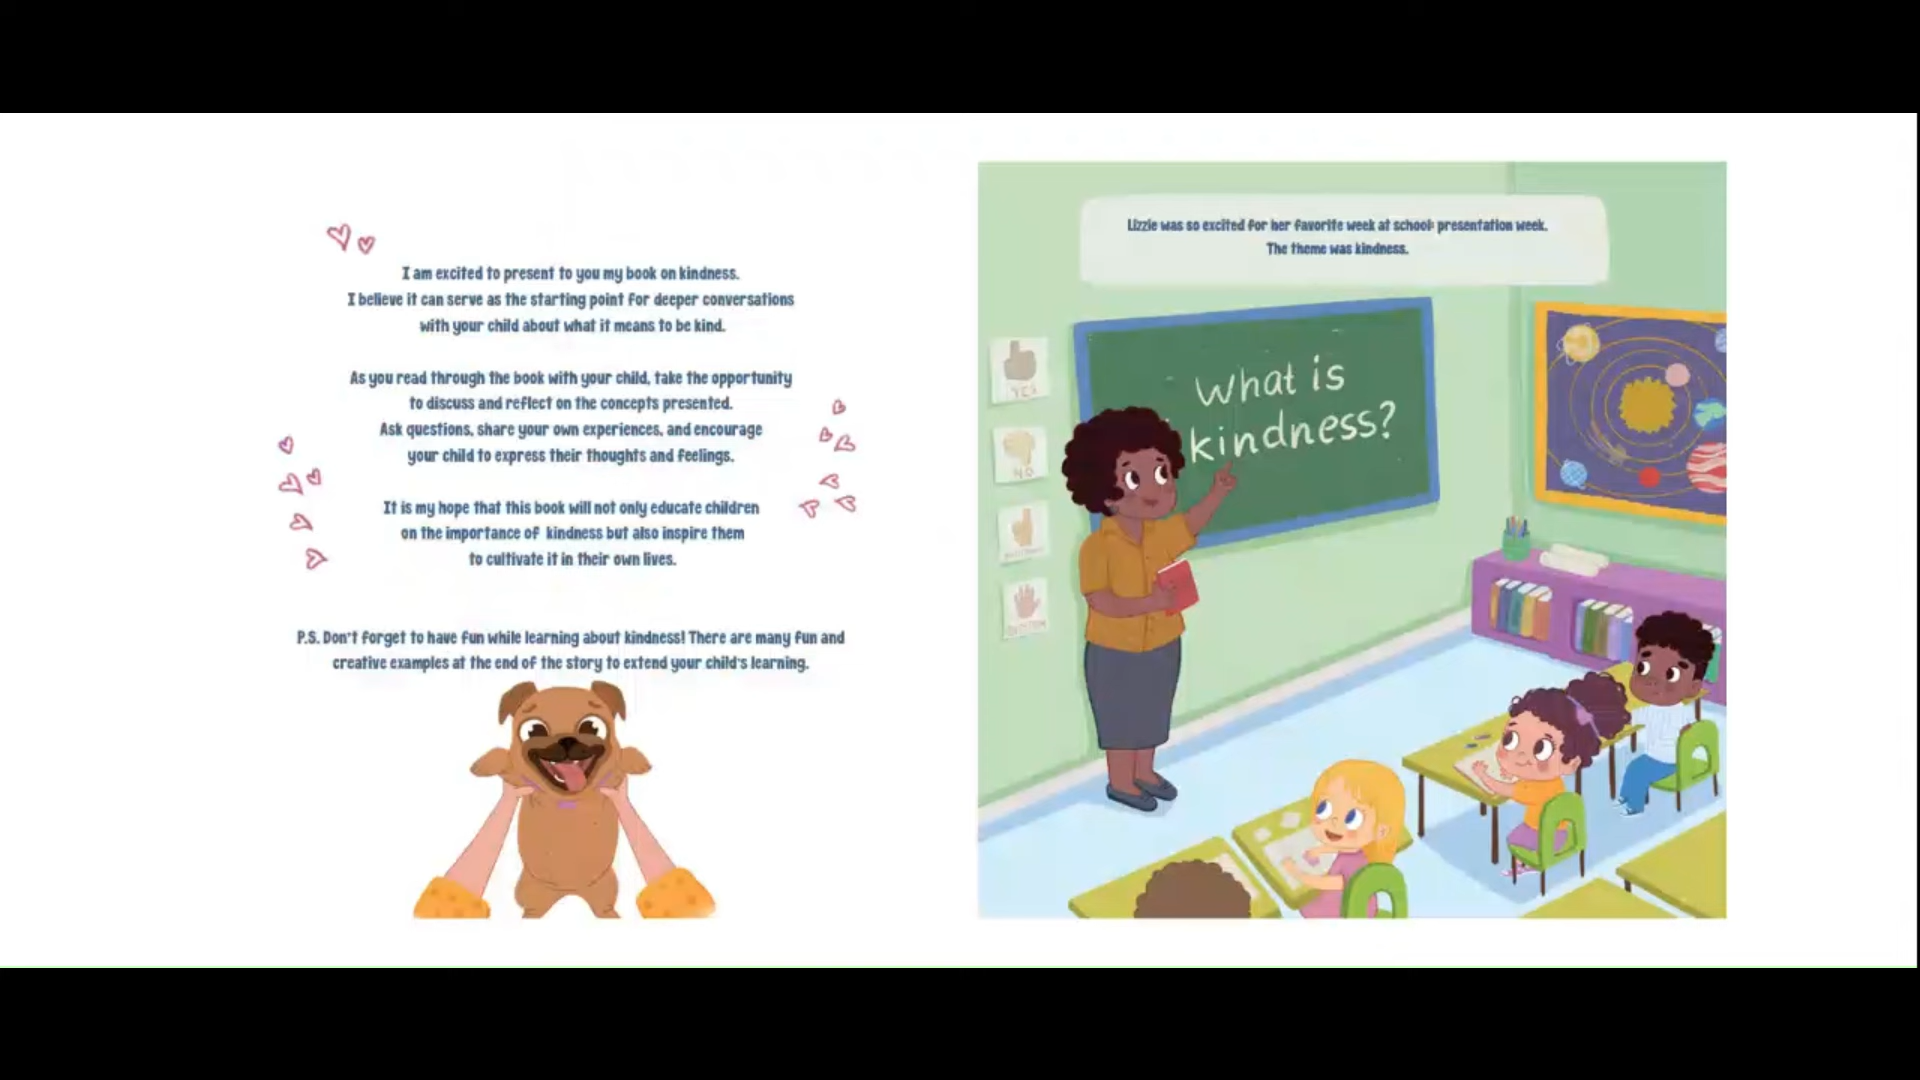 I am excited to present to you my book on kindness.
I believe it can serve as the starting point for deeper conversations
with your child about what it means to be kind.
As you read through the book with your child, take the opportunity
to discuss and reflect on the concepts presented.
Ask questions, share your own experiences, and encourage
your child to express their thoughts and feelings.
It is my hope that this book will not only educate children
on the importance of kindness but also inspire them
to cultivate it in their own lives.
P.S. Don't forget to have fun while learning about kindness! There are many fun and
creative examples at the end of the story to extend your child's learning.
Lizzie was so excited for her favorite week at school: presentation week.
The theme was kindness.
What is
kindness?
YES
NO